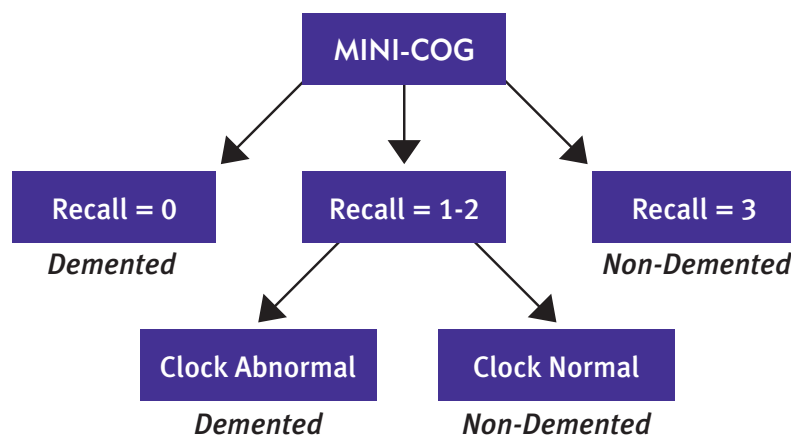 MINI-COG
Recall = 0
Recall = 1-2
Recall = 3
Demented
Non-Demented
Clock Abnormal
Clock Normal
Demented
Non-Demented